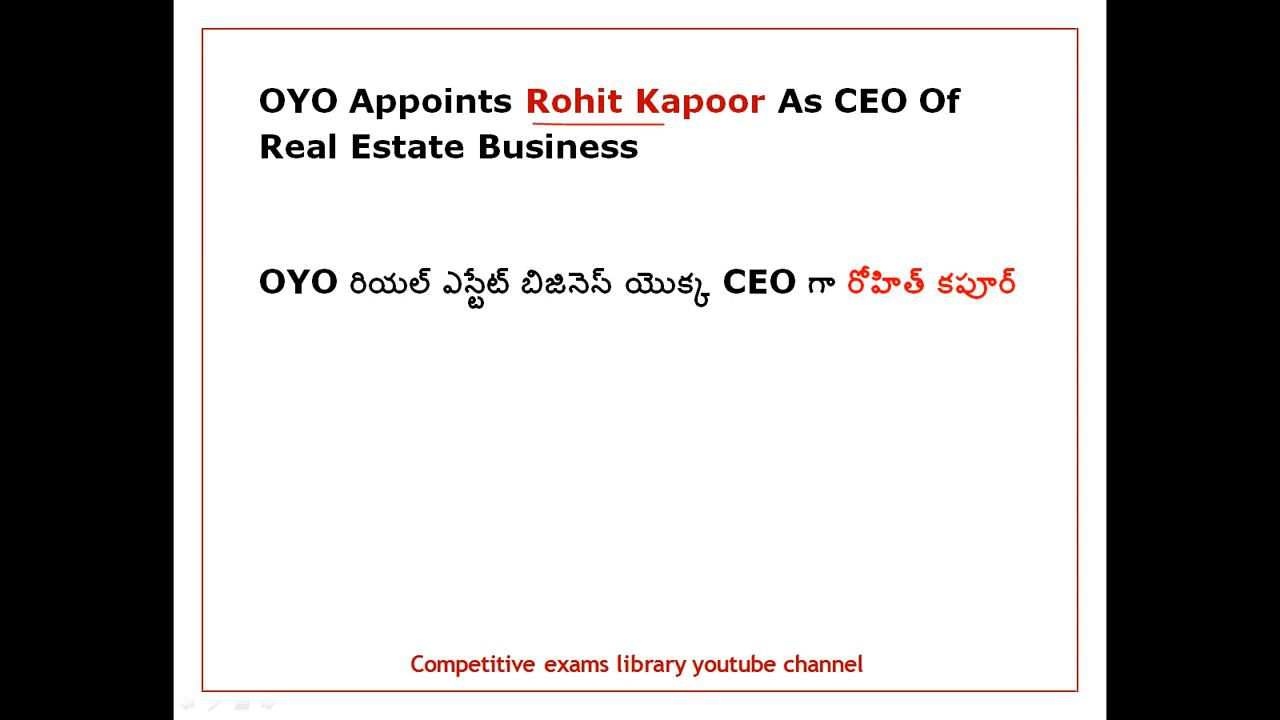 OYO Appoints Rohit Kapoor As CEO Of
Real Estate Business
OYO రియల్ ఎస్టేట్ బిజినెస్ యొక్క CEO గా రోహిత్ కపూర్
Competitive exams library youtube channel